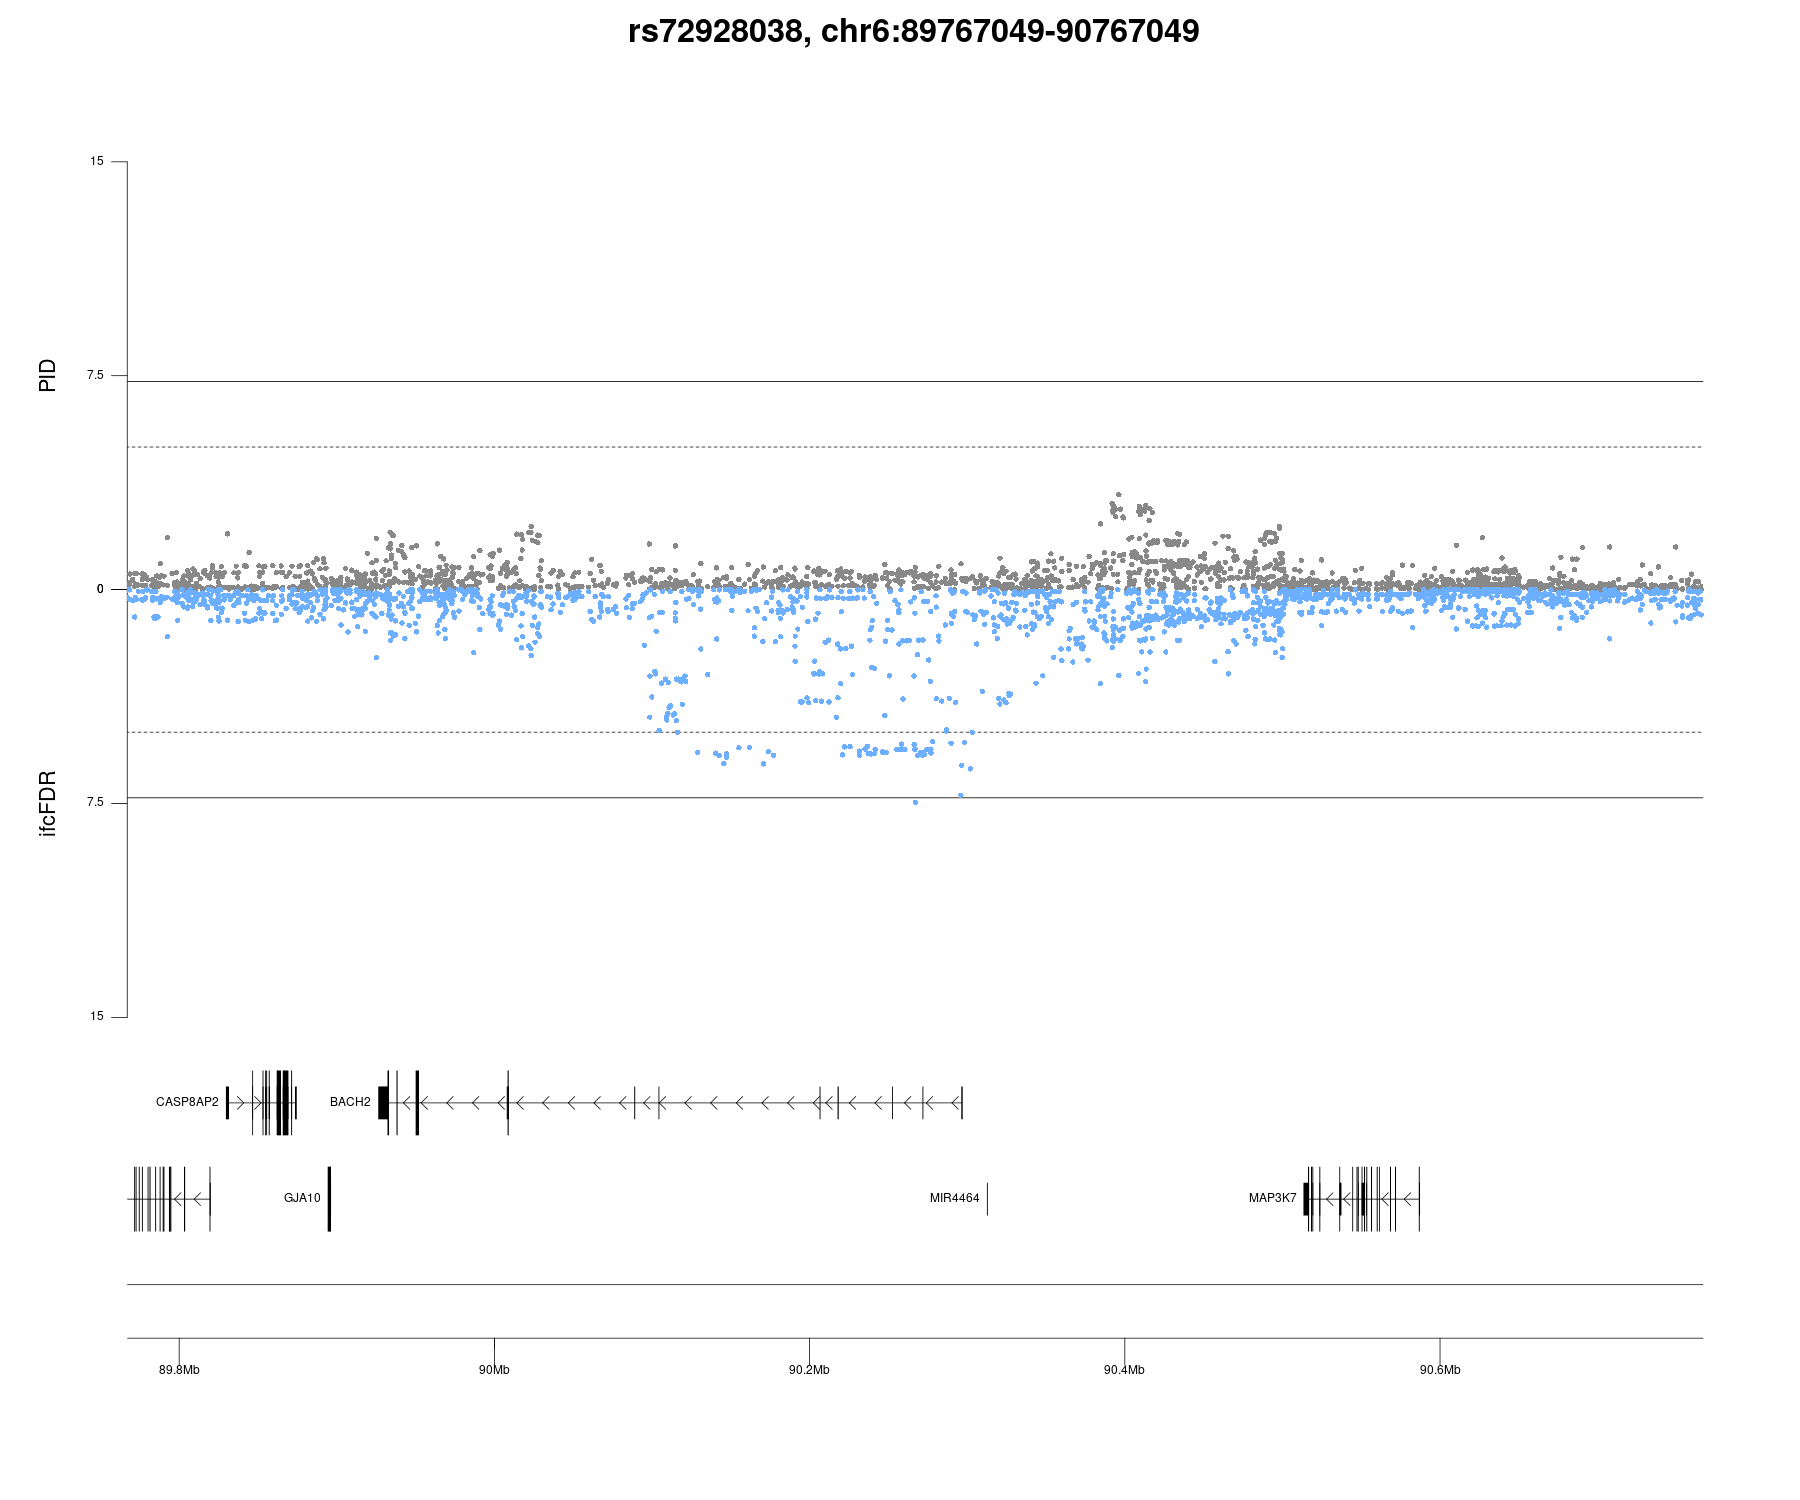 rs72928038, chr6:89767049-90767049
15
PID
7.5
0
ifcFDR
7.5
15
CASP8AP2
BACH2
GJA10
MIR4464
MAP3K7
89.8Mb
90Mb
90.2Mb
90.4Mb
90.6Mb